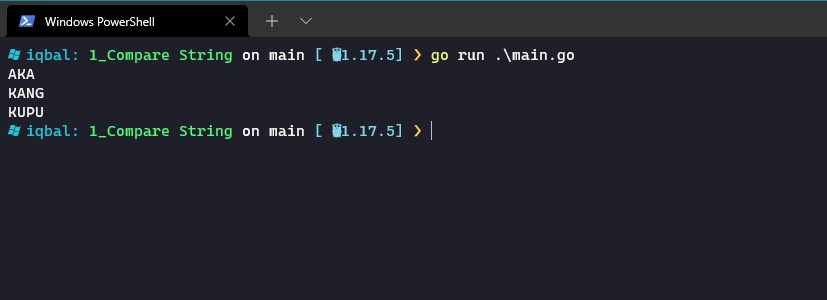 Windows PowerShell
iqbal: 1_Compare String on main [ 1.17.5] ❯ go run .\main.go
AKA
KANG
KUPU
iqbal: 1_Compare String on main [ 1.17.5] ❯